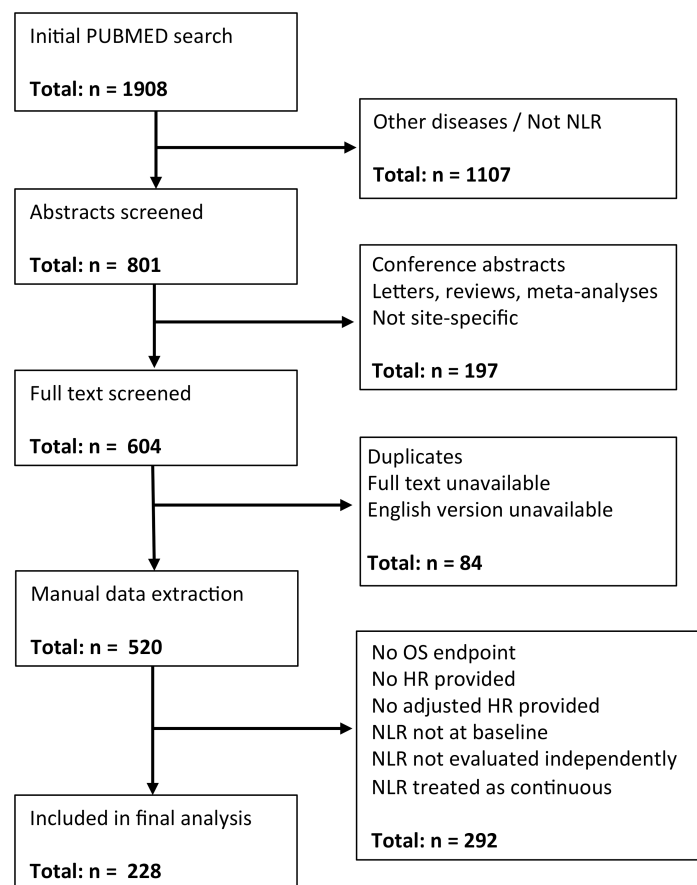 Initial PUBMED search
Total: n = 1908
Other diseases / Not NLR
Total: n = 1107
Abstracts screened
Total: n = 801
Conference abstracts
Letters, reviews, meta-analyses
Not site-specific
Total: n = 197
Full text screened
Total: n = 604
Duplicates
Full text unavailable
English version unavailable
Total: n = 84
Manual data extraction
Total: n = 520
No OS endpoint
No HR provided
No adjusted HR provided
NLR not at baseline
NLR not evaluated independently
NLR treated as continuous
Total: n = 292
Included in final analysis
Total: n = 228